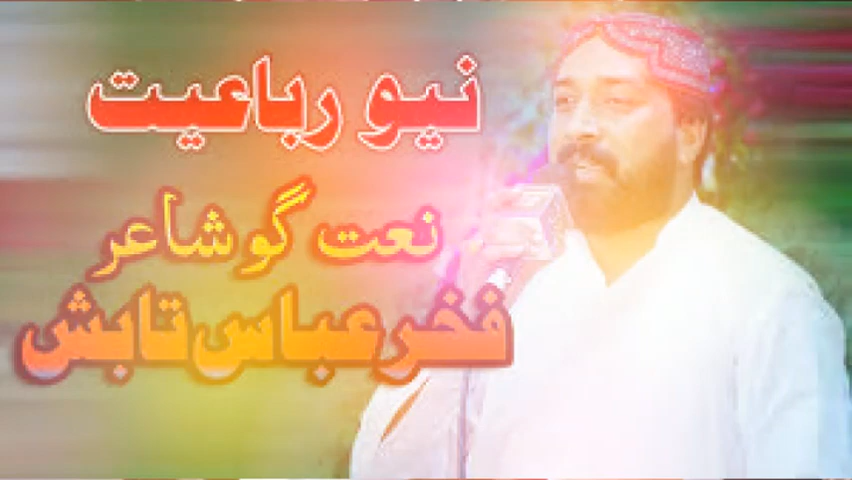 نیو رباعیت
نعت گو شاعر
فخر عباس تابش